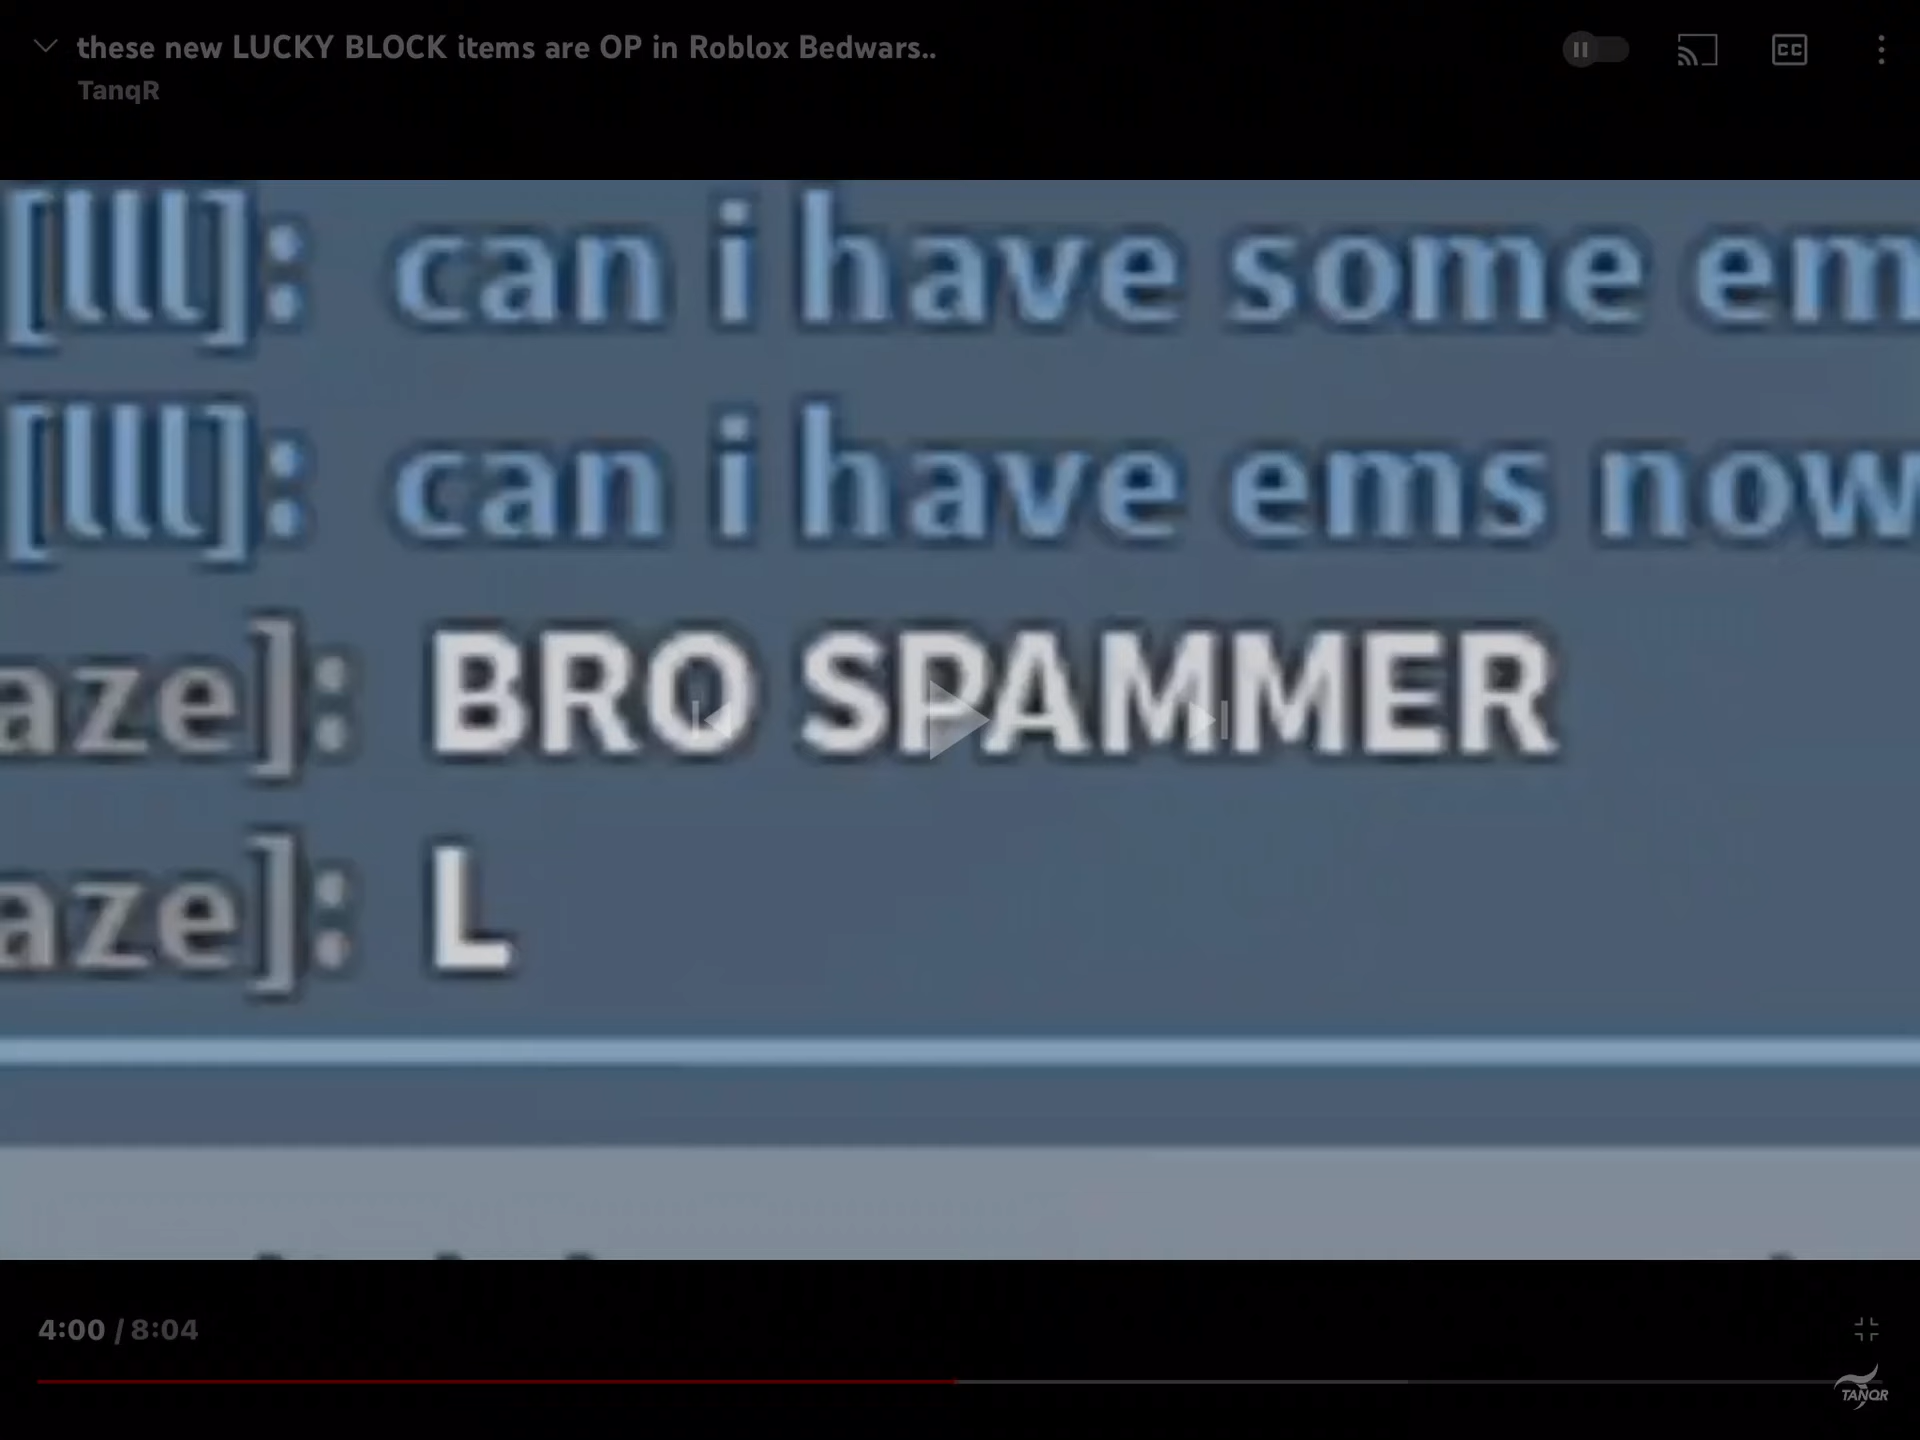 these new LUCKY BLOCK items are OP in Roblox Bedwars..
CC
TanqR
[lll]: can i have some em
[lll]: can i have ems now
aze]: BRO SPAMMER
aze]: L
4:00 / 8:04
TANQR